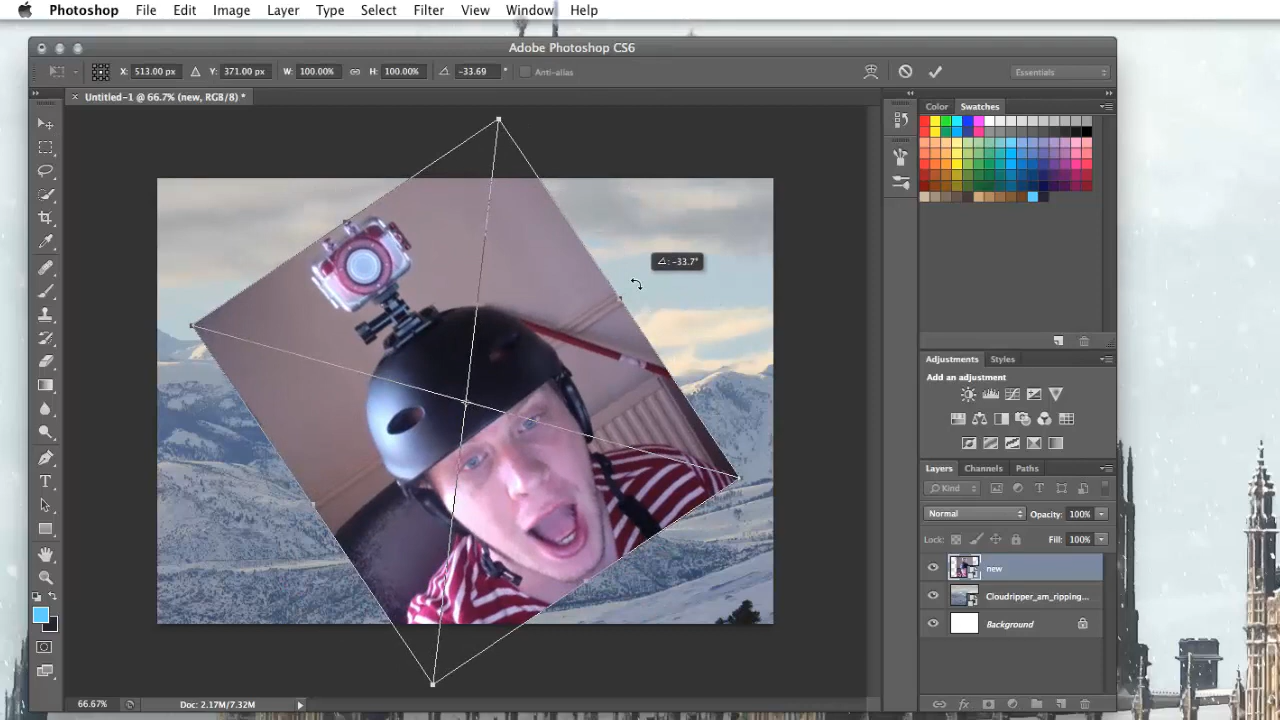 Photoshop File Edit Image Layer Type Select Filter View Window Help
Adobe Photoshop CS6
X: 513.00 px Y: 371.00 px W: 100.00% H: 100.00% -33.69 ° Anti-alias Essentials
× Untitled-1 @ 66.7% (new, RGB/8) *
Color Swatches
∠: -33.7°
Adjustments Styles
Add an adjustment
Layers Channels Paths
Kind
Normal Opacity: 100%
Lock: Fill: 100%
new
Cloudripper_am_ripping...
Background
fx
66.67% Doc: 2.17M/7.32M